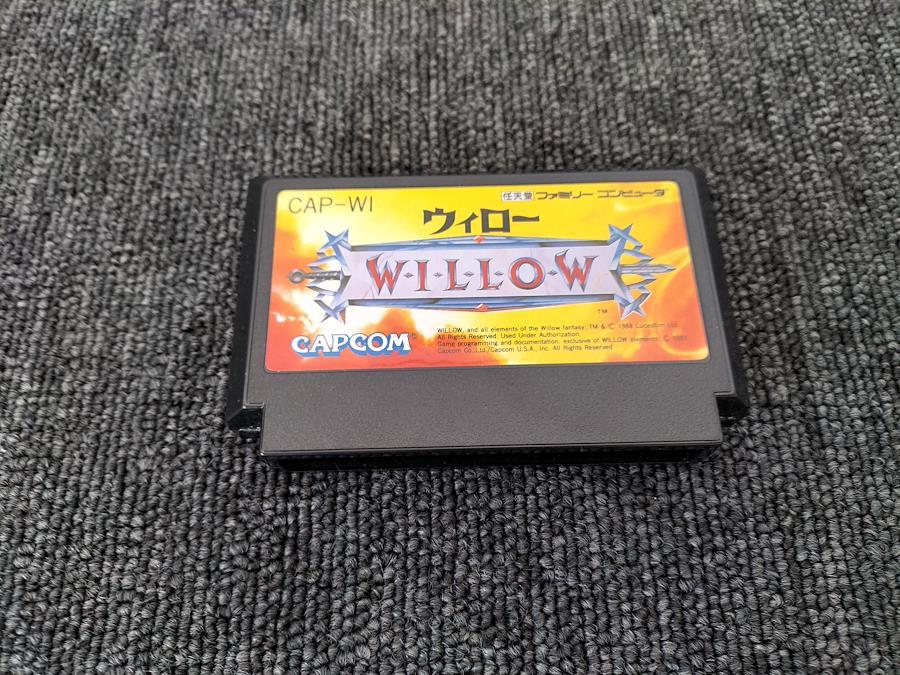 CAP-WI
任天堂 ファミリー コンピュータ™
ウィロー
W·I·L·L·O·W
TM
CAPCOM®
WILLOW, and all elements of the Willow fantasy: TM & © 1988 Lucasfilm Ltd.
All Rights Reserved. Used Under Authorization.
Game programming and documentation, exclusive of WILLOW elements, ©
Capcom Co.,Ltd./Capcom U.S.A., Inc. All Rights Reserved